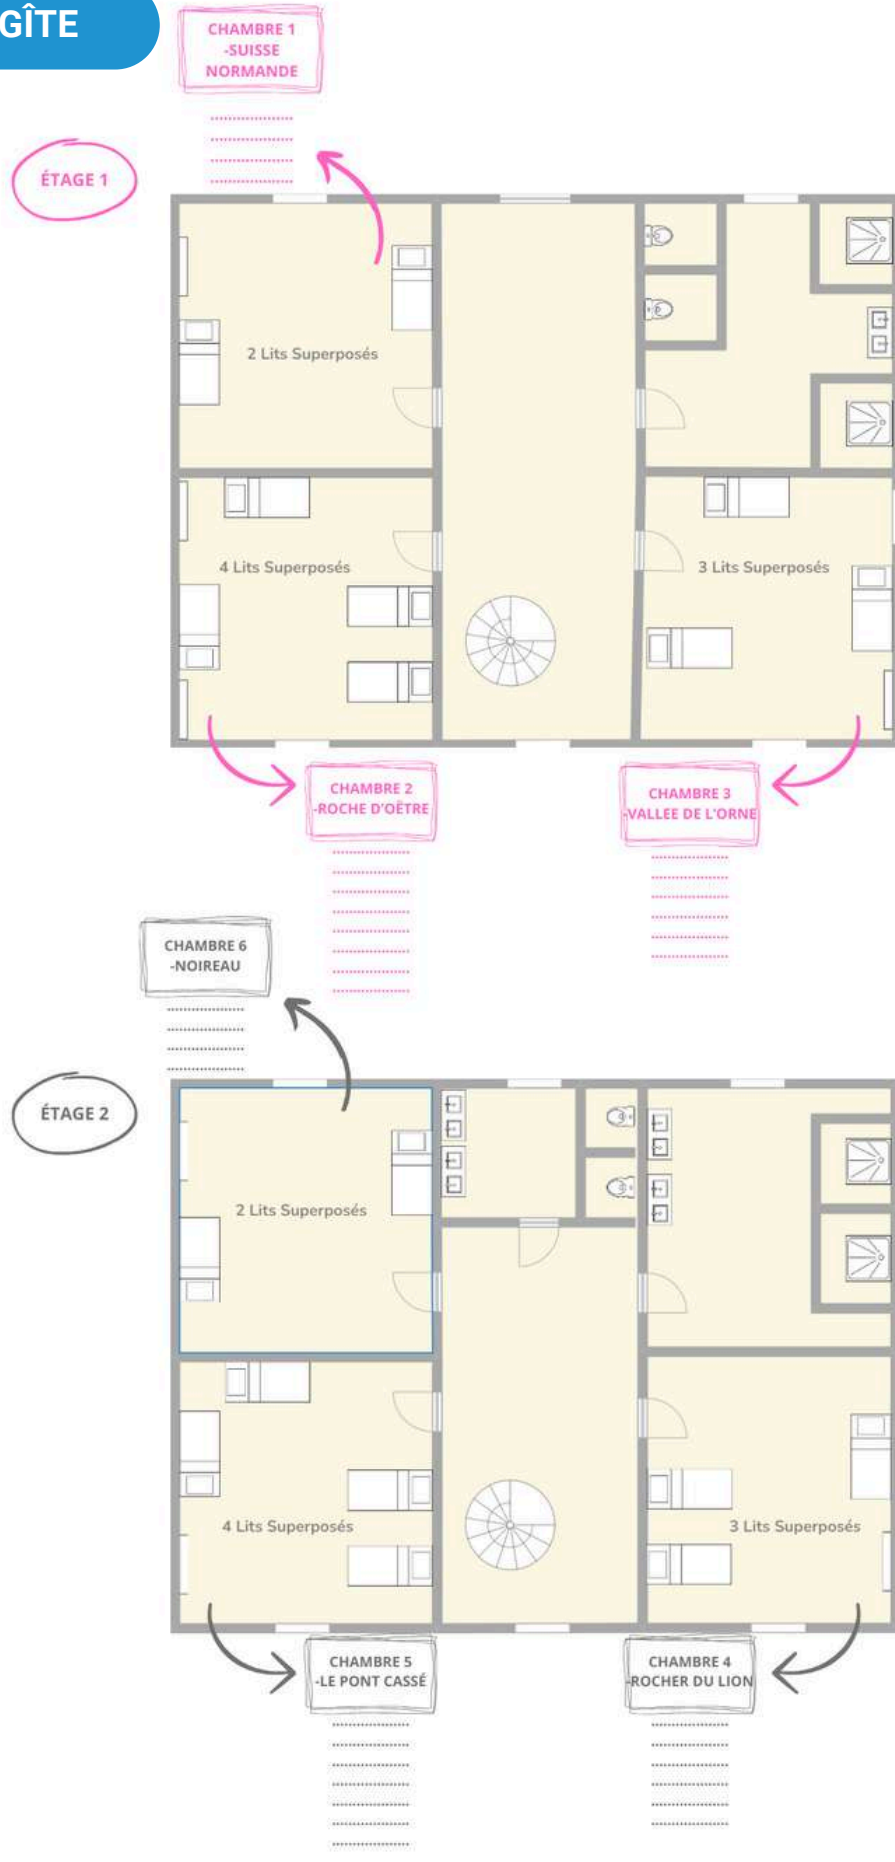 GÎTE
CHAMBRE 1
-SUISSE
NORMANDE
ÉTAGE 1
2 Lits Superposés
4 Lits Superposés
3 Lits Superposés
CHAMBRE 2
-ROCHE D'OËTRE
CHAMBRE 3
-VALLEE DE L'ORNE
CHAMBRE 6
-NOIREAU
ÉTAGE 2
2 Lits Superposés
4 Lits Superposés
3 Lits Superposés
CHAMBRE 5
-LE PONT CASSÉ
CHAMBRE 4
-ROCHER DU LION